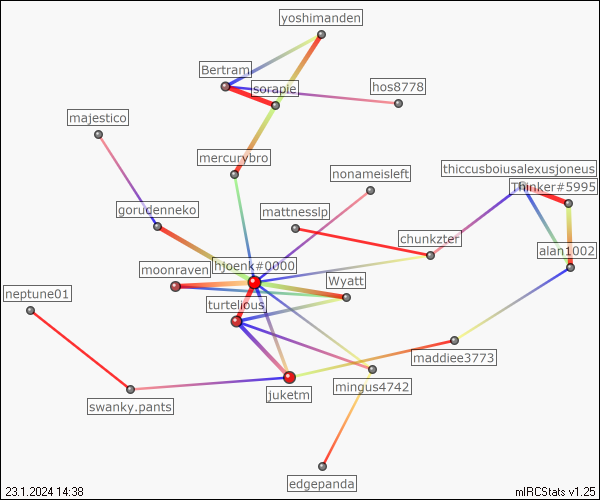 yoshimanden
Bertram
sorapie
hos8778
majestico
mercurybro
nonameisleft
thiccusboiusalexusjoneus
Thinker#5995
gorudenneko
mattnesslp
chunkzter
alan1002
moonraven
hjoenk#0000
Wyatt
neptune01
turtelious
maddiee3773
juketm
mingus4742
swanky.pants
edgepanda
23.1.2024 14:38
mIRCStats v1.25